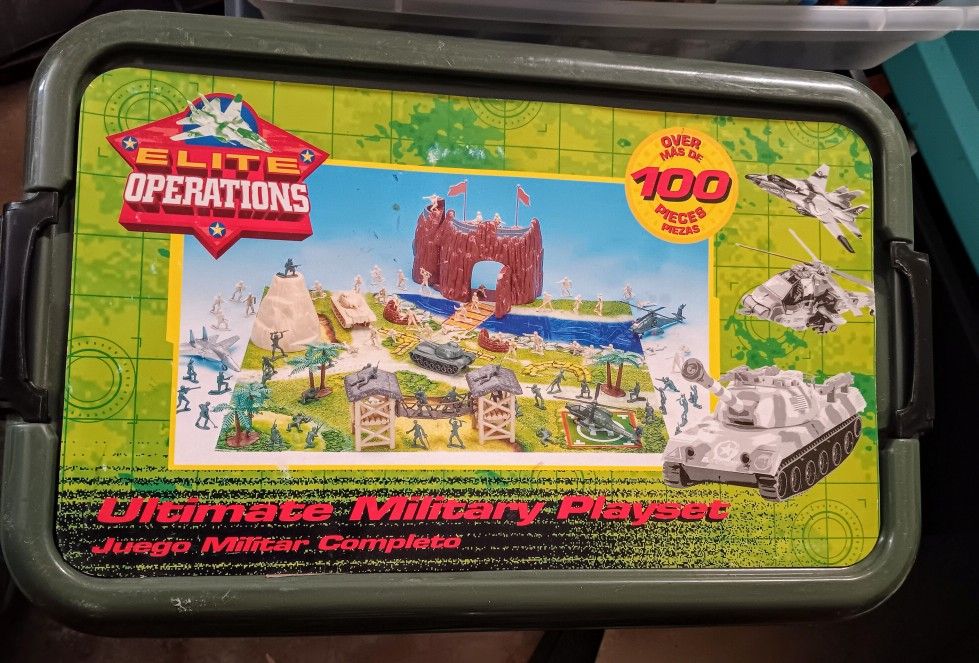 ELITE
OPERATIONS
OVER
MÁS DE
100
PIECES
PIEZAS
Ultimate Military Playset
Juego Militar Completo